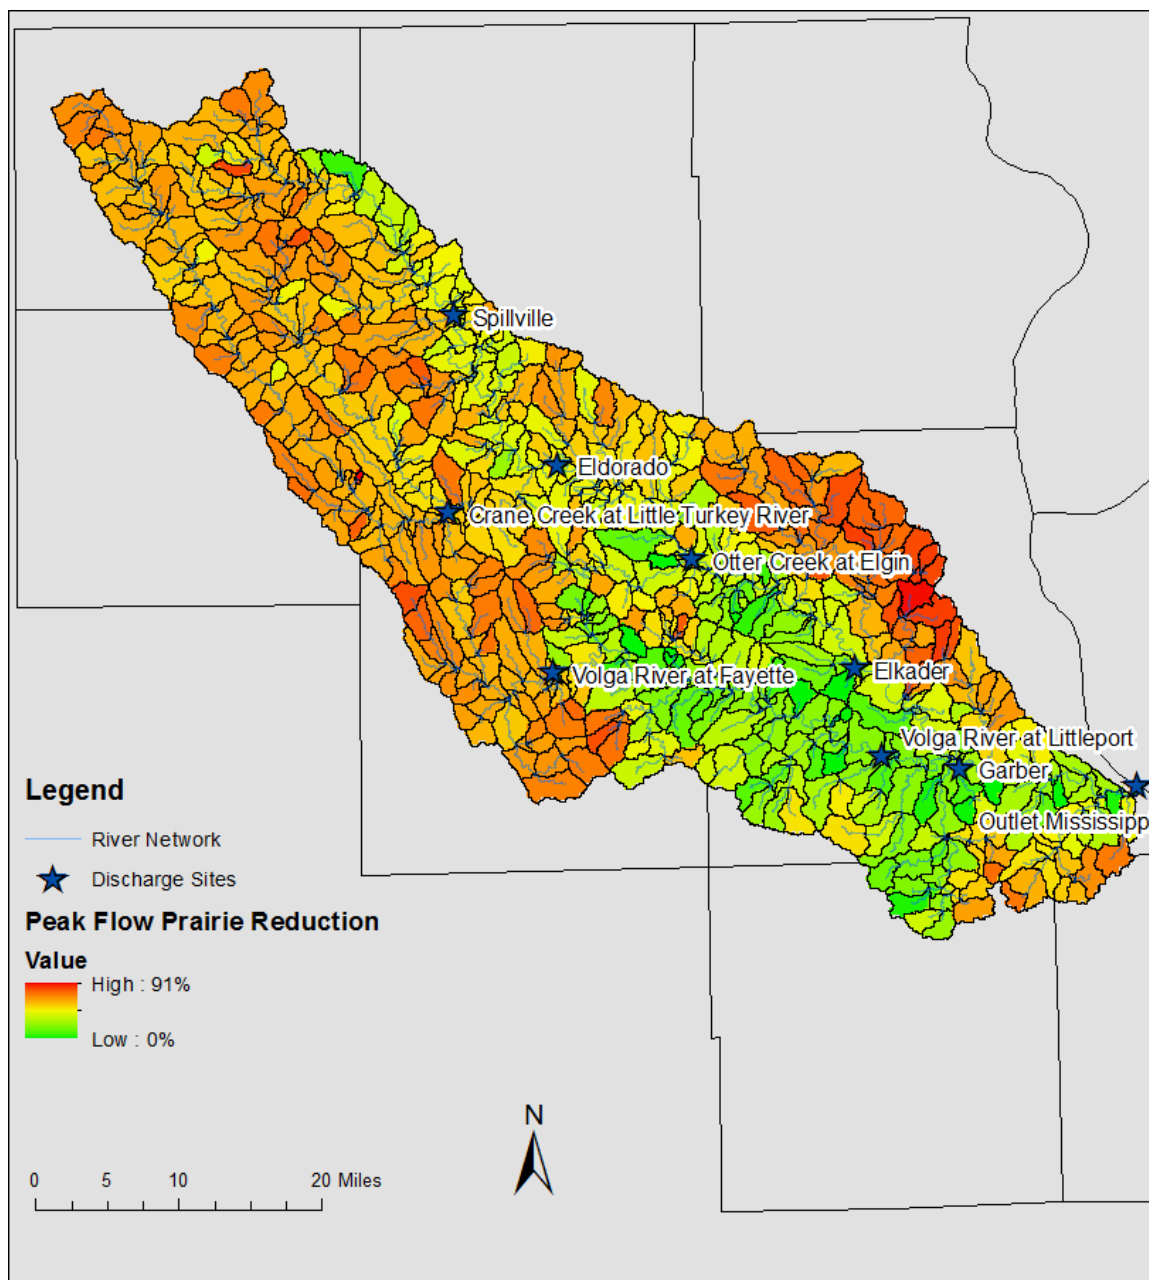 Spillville
Eldorado
Crane Creek at Little Turkey River
Otter Creek at Elgin
Elkader
Volga River at Fayette
Volga River at Littleport
Garber
Outlet Mississipp
Legend
River Network
Discharge Sites
Peak Flow Prairie Reduction
Value
High : 91%
Low : 0%
N
0 5 10 20 Miles